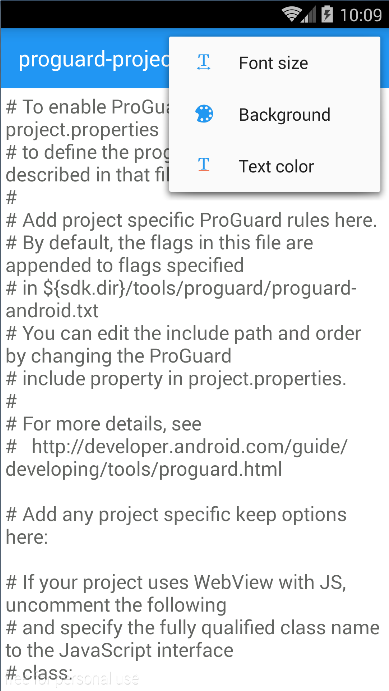 10:09
proguard-projec
Font size
Background
Text color
# To enable ProGua
project.properties
# to define the prog
described in that fil
#
# Add project specific ProGuard rules here.
# By default, the flags in this file are
appended to flags specified
# in ${sdk.dir}/tools/proguard/proguard-
android.txt
# You can edit the include path and order
by changing the ProGuard
# include property in project.properties.
#
# For more details, see
#   http://developer.android.com/guide/
developing/tools/proguard.html
# Add any project specific keep options
here:
# If your project uses WebView with JS,
uncomment the following
# and specify the fully qualified class name
to the JavaScript interface
# class:
free for personal use